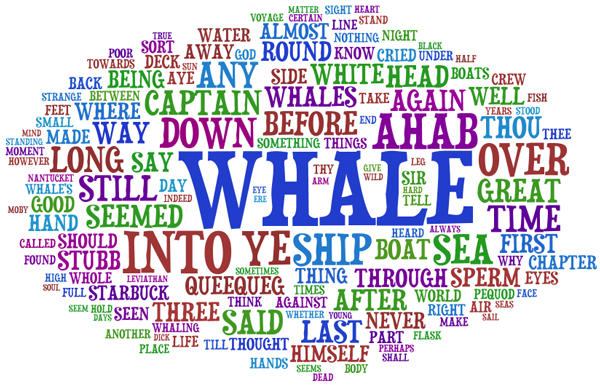 MATTER SIGHT HEART
VOYAGE CERTAIN LINE STAND
TRUE WATER ALMOST NOTHING NIGHT
POOR SORT AWAY GOD ROUND KNOW CRIED BLACK UNDER HALF
TOWARDS DECK SUN
BACK BEING AYE ANY SIDE WHITE HEAD BOATS CREW
STRANGE BETWEEN CAPTAIN WHALES TAKE AGAIN WELL FISH
FEET WHERE YEARS STOOD
SMALL BEFORE END AHAB THOU THEE
MIND MADE WAY DOWN SOMETHING THINGS
STANDING
MOMENT LONG SAY WHALE THY GIVE LEG OVER
HOWEVER ARM WILD SIR
NANTUCKET STILL DAY EYE HARD GREAT
WHALE'S INDEED ERE TELL
MOBY GOOD SEEMED TIME
HAND
CALLED SHOULD INTO YE SHIP HEARD ALWAYS FIRST
FOUND STUBB BOAT SEA WHY CHAPTER
HIGH WHOLE LEVIATHAN SOMETIMES THING THROUGH SPERM EYES
SOUL FULL STARBUCK QUEEQUEG TIMES AFTER WORLD PEQUOD FACE
SEEM HOLD SEEN THREE THINK AGAINST RIGHT AIR SEAS
DAYS SAID WHETHER YOUNG NEVER MAKE SAIL
ANOTHER WHALING LAST PART FLASK
DICK LIFE TILL THOUGHT PERHAPS
PLACE HIMSELF SHALL
HANDS SEEMS BODY
DEAD